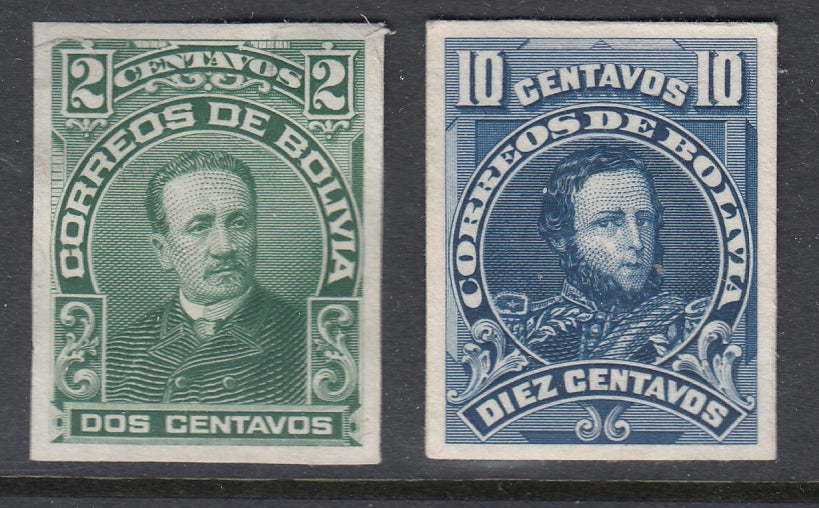 2 CENTAVOS 2
CORREOS DE BOLIVIA
DOS CENTAVOS
10 CENTAVOS 10
CORREOS DE BOLIVIA
DIEZ CENTAVOS